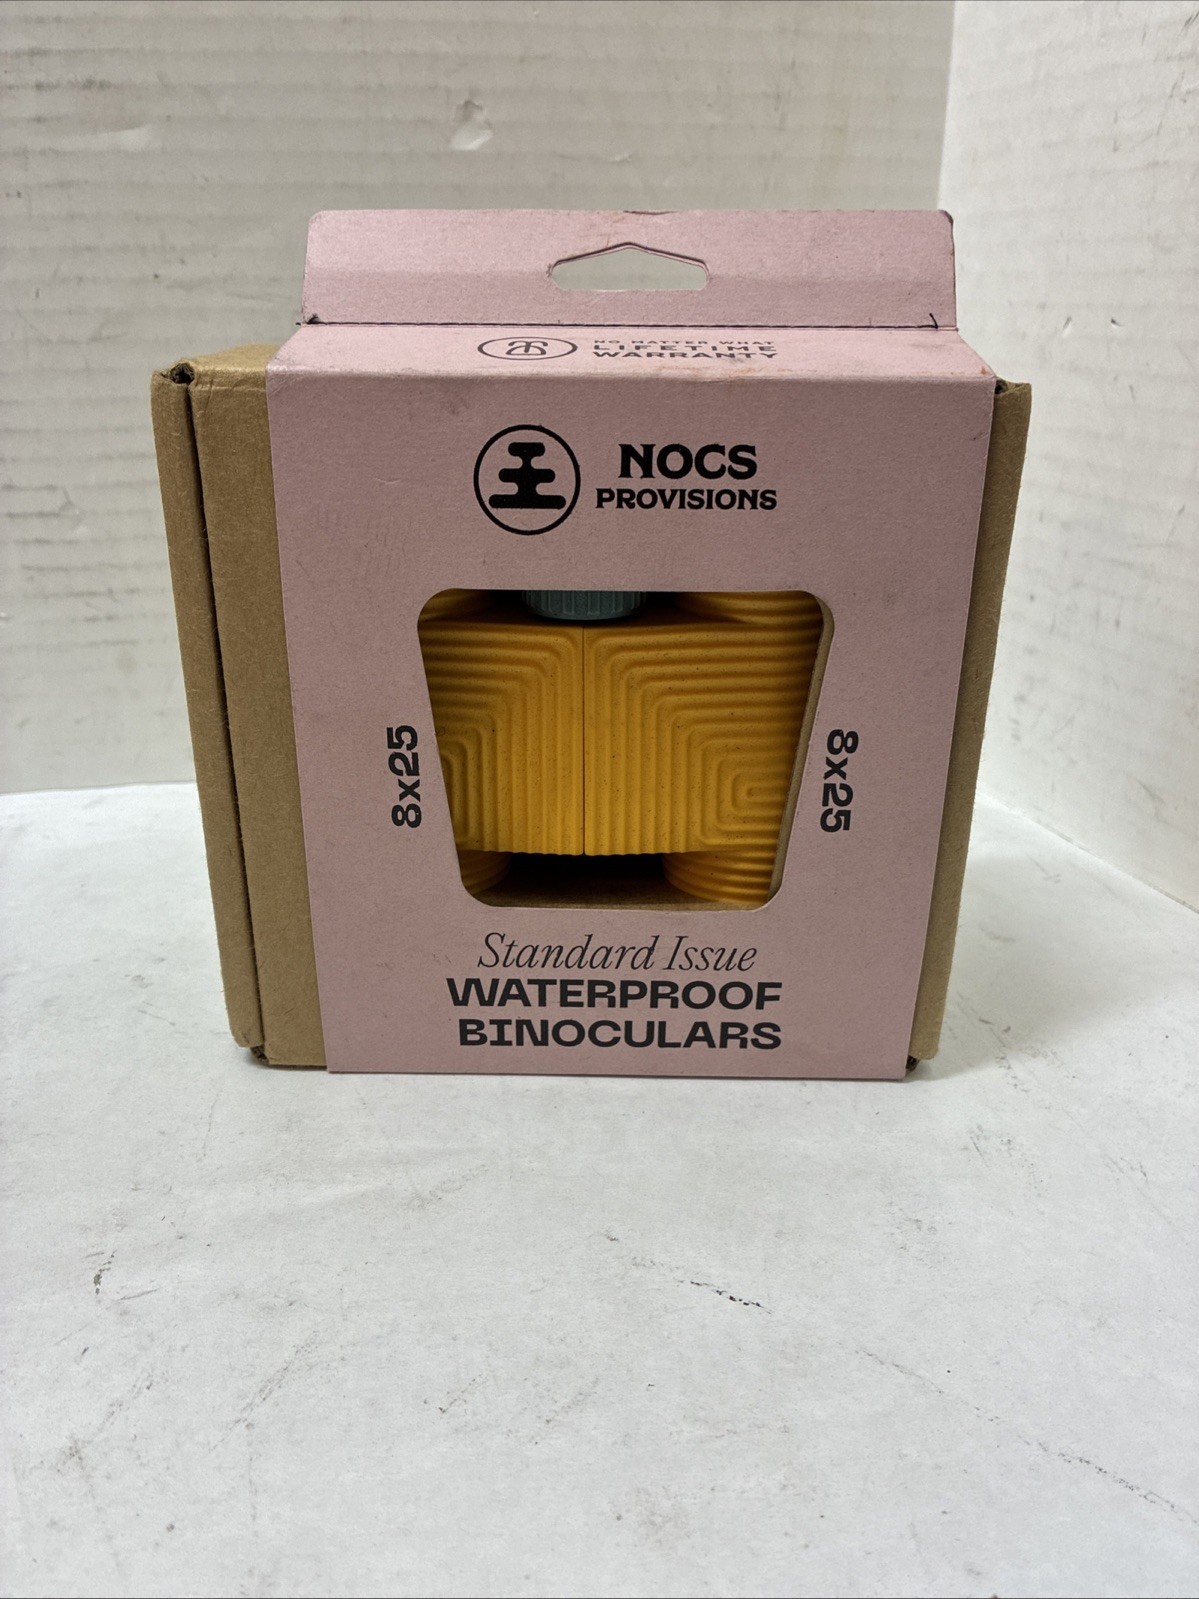 NO MATTER WHAT
LIFETIME
WARRANTY
NOCS
PROVISIONS
8x25
8x25
Standard Issue
WATERPROOF
BINOCULARS